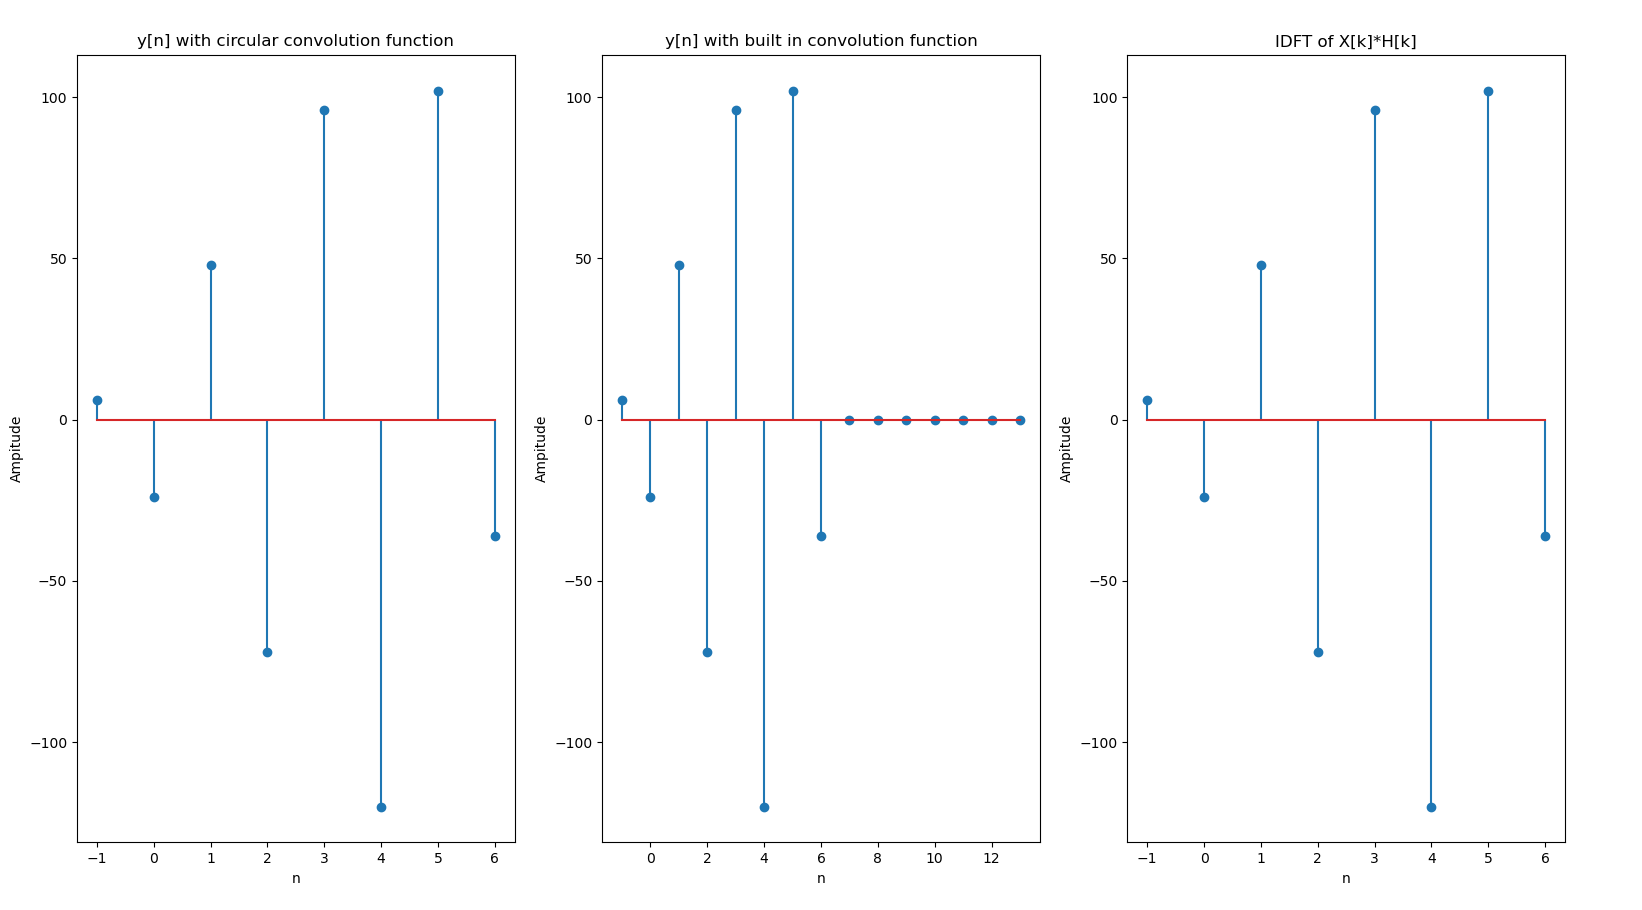 y[n] with circular convolution function
100
50
0
−50
−100
Ampitude
−1 0 1 2 3 4 5 6
n
y[n] with built in convolution function
100
50
0
−50
−100
Ampitude
0 2 4 6 8 10 12
n
IDFT of X[k]*H[k]
100
50
0
−50
−100
Ampitude
−1 0 1 2 3 4 5 6
n